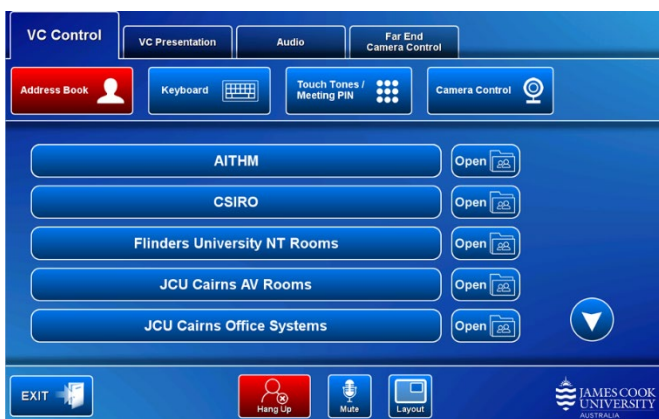 VC Control
VC Presentation
Audio
Far End
Camera Control
Address Book
Keyboard
Touch Tones /
Meeting PIN
Camera Control
AITHM
Open
CSIRO
Open
Flinders University NT Rooms
Open
JCU Cairns AV Rooms
Open
JCU Cairns Office Systems
Open
EXIT
Hang Up
Mute
Layout
JAMES COOK
UNIVERSITY
AUSTRALIA